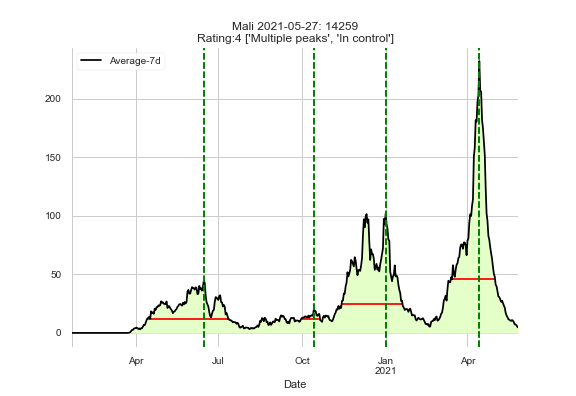 Mali 2021-05-27: 14259
Rating:4 ['Multiple peaks', 'In control']
Average-7d
200
150
100
50
0
Apr
Jul
Oct
Jan
2021
Apr
Date